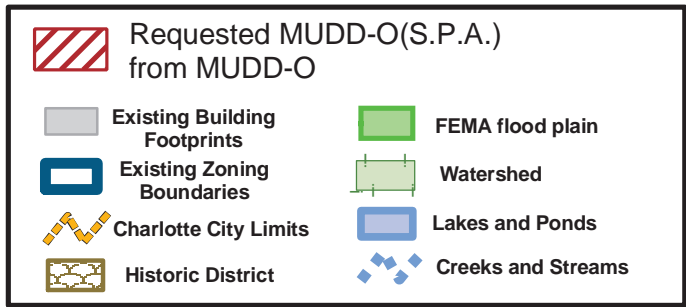 Requested MUDD-O(S.P.A.)
from MUDD-O
Existing Building
Footprints
Existing Zoning
Boundaries
Charlotte City Limits
Historic District
FEMA flood plain
Watershed
Lakes and Ponds
Creeks and Streams